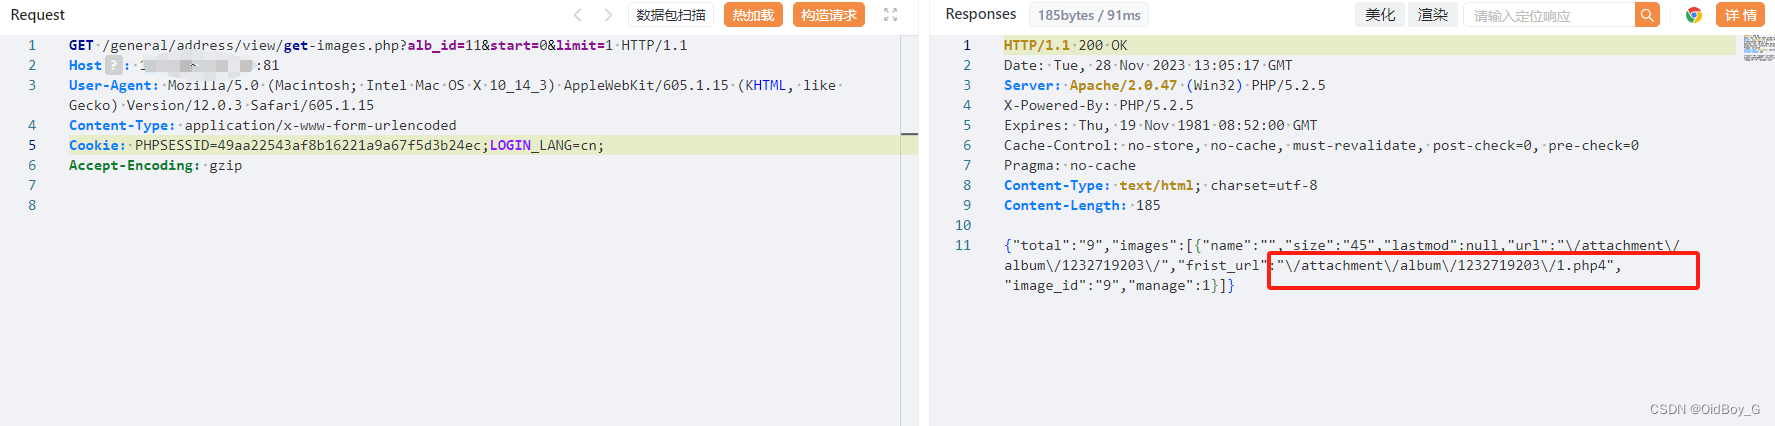 Request
数据包扫描
热加载
构造请求
1 GET /general/address/view/get-images.php?alb_id=11&start=0&limit=1 HTTP/1.1
2 Host ? : 1 :81
3 User-Agent: Mozilla/5.0 (Macintosh; Intel Mac OS X 10_14_3) AppleWebKit/605.1.15 (KHTML, like
Gecko) Version/12.0.3 Safari/605.1.15
4 Content-Type: application/x-www-form-urlencoded
5 Cookie: PHPSESSID=49aa22543af8b16221a9a67f5d3b24ec;LOGIN_LANG=cn;
6 Accept-Encoding: gzip
7
8
Responses
185bytes / 91ms
美化
渲染
请输入定位响应
详情
1 HTTP/1.1 200 OK
2 Date: Tue, 28 Nov 2023 13:05:17 GMT
3 Server: Apache/2.0.47 (Win32) PHP/5.2.5
4 X-Powered-By: PHP/5.2.5
5 Expires: Thu, 19 Nov 1981 08:52:00 GMT
6 Cache-Control: no-store, no-cache, must-revalidate, post-check=0, pre-check=0
7 Pragma: no-cache
8 Content-Type: text/html; charset=utf-8
9 Content-Length: 185
10
11 {"total":"9","images":[{"name":"","size":"45","lastmod":null,"url":"\/attachment\/
album\/1232719203\/","frist_url":"\/attachment\/album\/1232719203\/1.php4",
"image_id":"9","manage":1}]}
CSDN @OidBoy_G